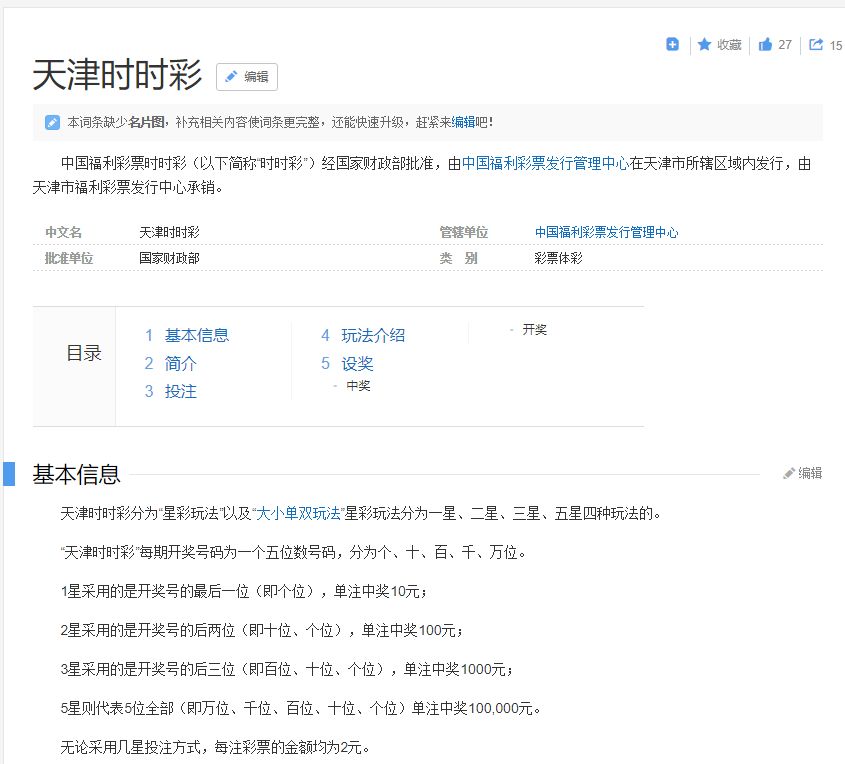 收藏 27 15
天津时时彩 编辑
本词条缺少名片图，补充相关内容使词条更完整，还能快速升级，赶紧来编辑吧！
中国福利彩票时时彩（以下简称“时时彩”）经国家财政部批准，由中国福利彩票发行管理中心在天津市所辖区域内发行，由
天津市福利彩票发行中心承销。
中文名 天津时时彩 管辖单位 中国福利彩票发行管理中心
批准单位 国家财政部 类 别 彩票体彩
目录
1 基本信息
2 简介
3 投注
4 玩法介绍
5 设奖
- 中奖
- 开奖
基本信息 编辑
天津时时彩分为“星彩玩法”以及“大小单双玩法”星彩玩法分为一星、二星、三星、五星四种玩法的。
“天津时时彩”每期开奖号码为一个五位数号码，分为个、十、百、千、万位。
1星采用的是开奖号的最后一位（即个位），单注中奖10元；
2星采用的是开奖号的后两位（即十位、个位），单注中奖100元；
3星采用的是开奖号的后三位（即百位、十位、个位），单注中奖1000元；
5星则代表5位全部（即万位、千位、百位、十位、个位）单注中奖100,000元。
无论采用几星投注方式，每注彩票的金额均为2元。